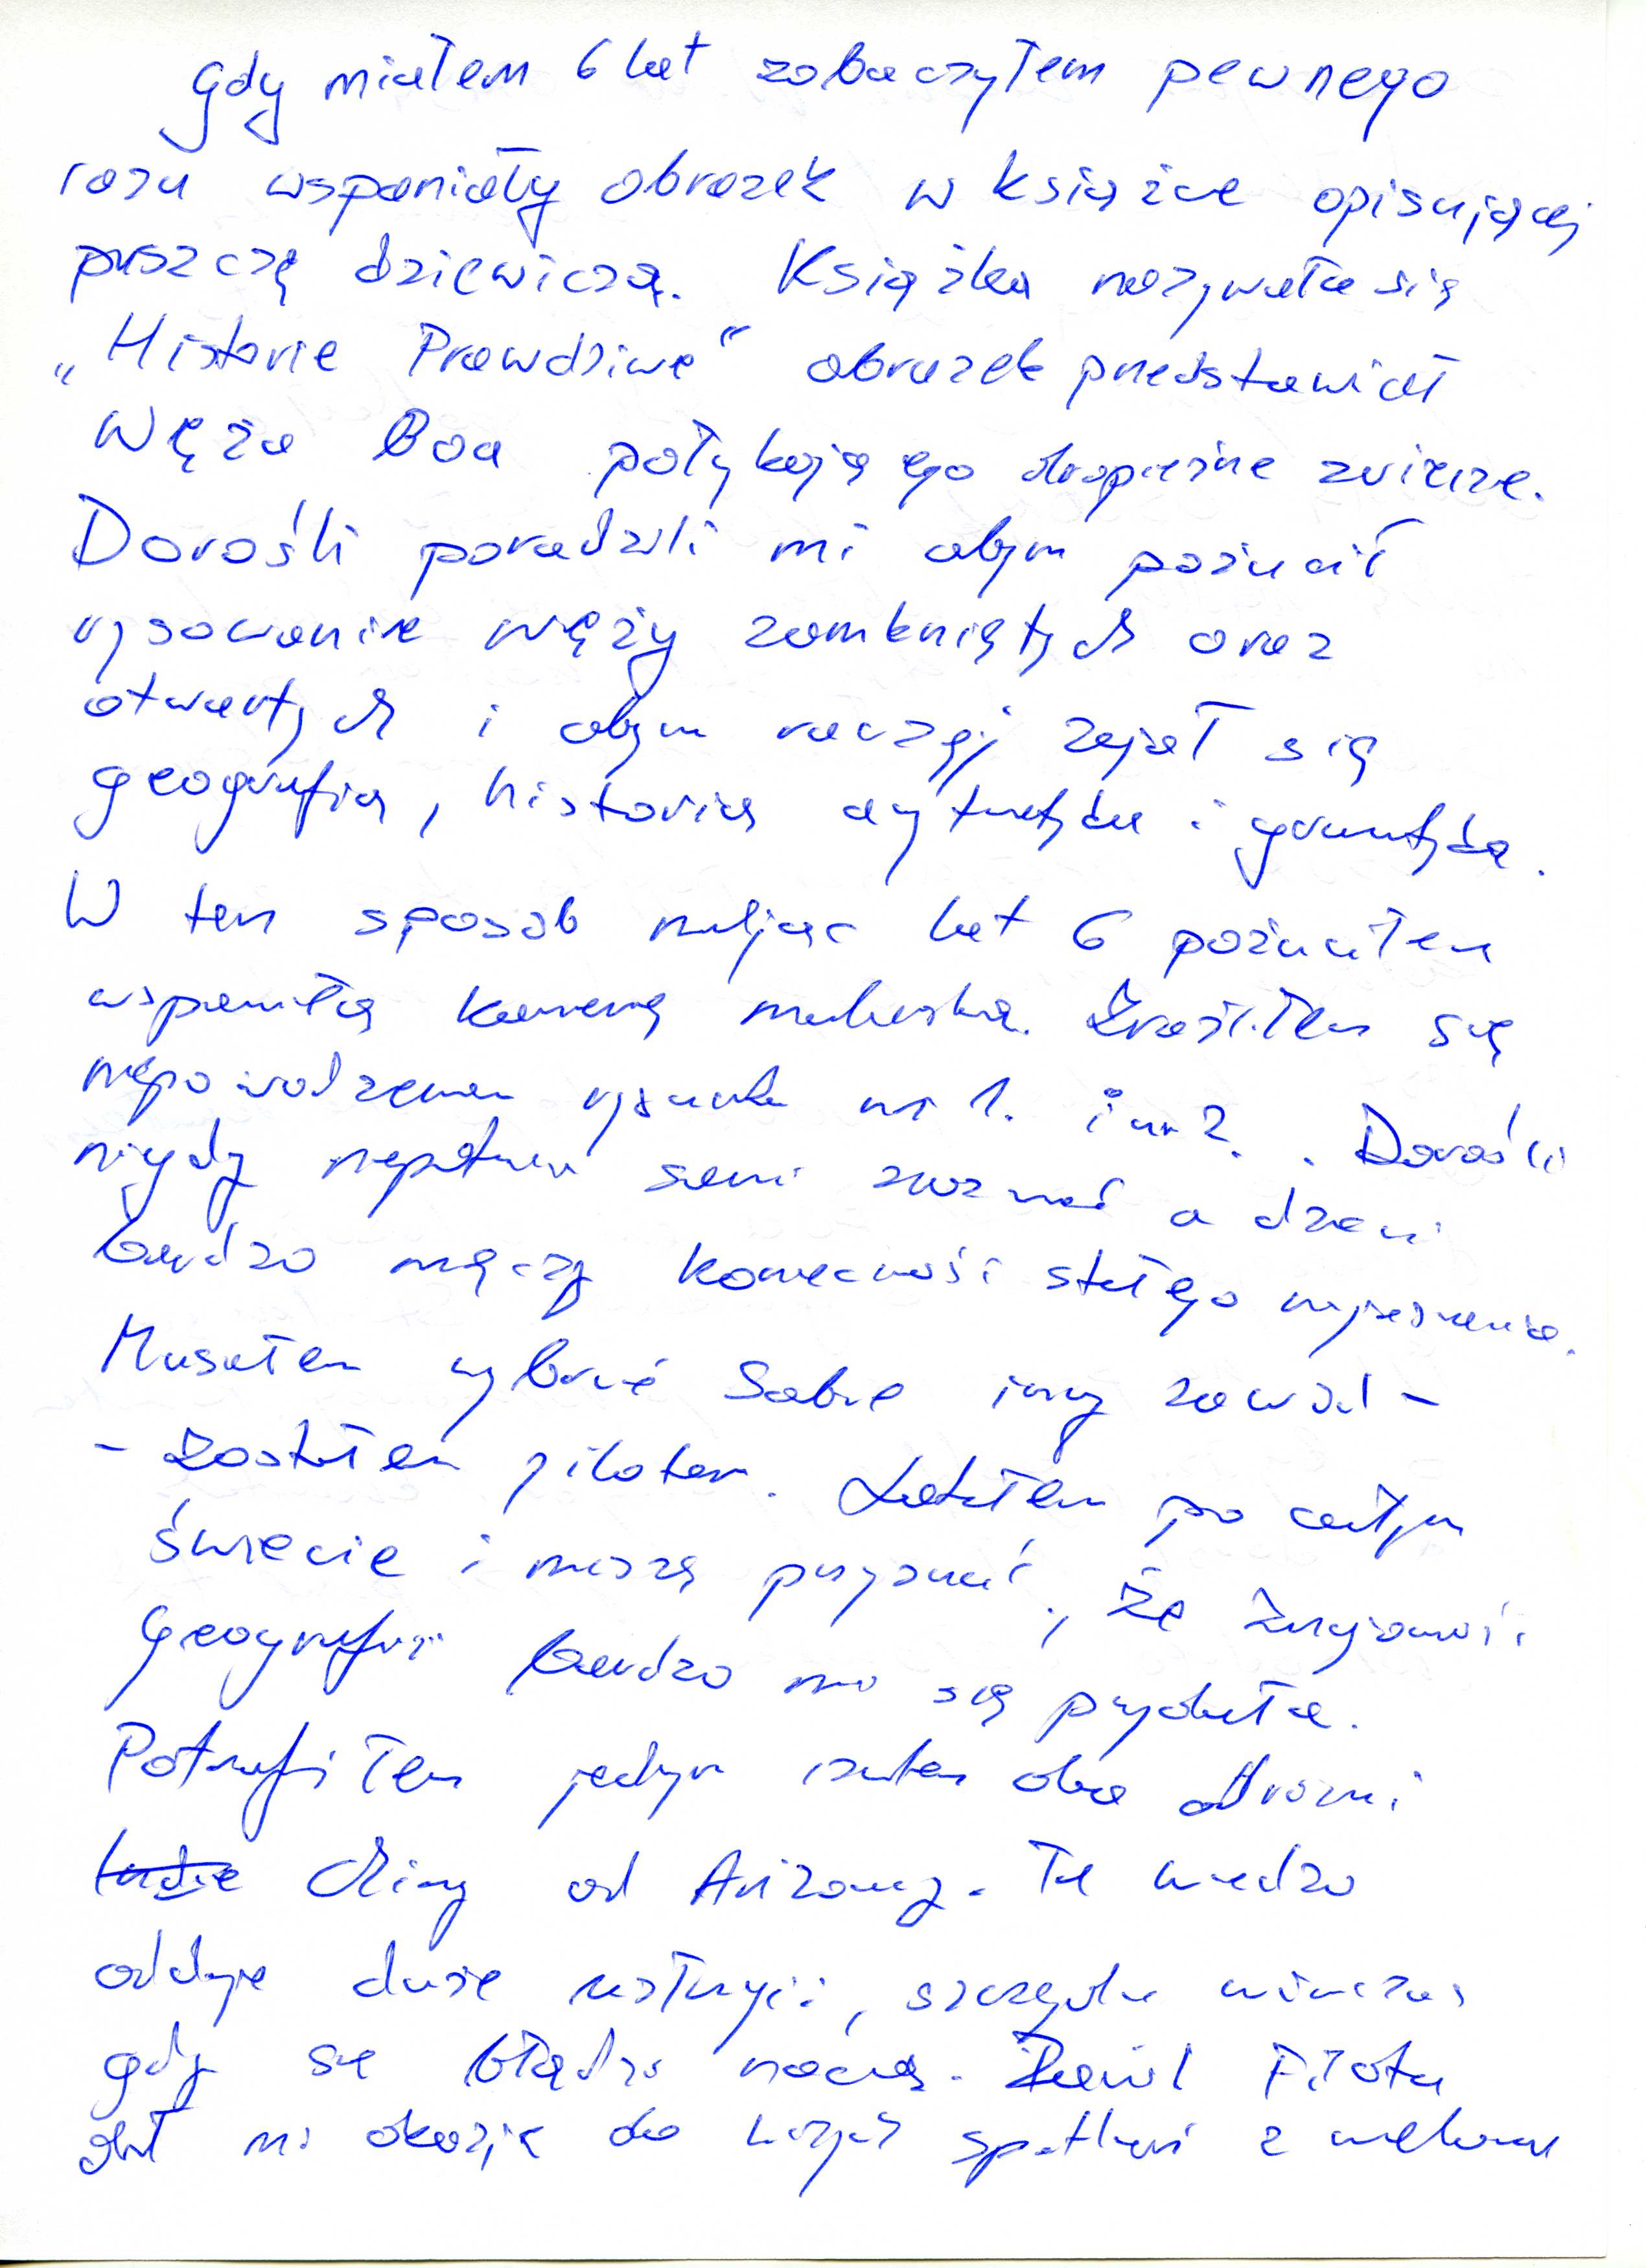 Gdy miałem 6 lat zobaczyłem pewnego
razu wspaniały obrazek w książce opisującej
puszczę dziewiczą. Książka nazywała się
„Historie Prawdziwe" obrazek przedstawiał
Węża Boa połykającego drapieżne zwierzę.
Dorośli poradzili mi abym porzucił
rysowanie węży zamkniętych oraz
otwartych i abym raczej zajął się
geografią, historią arytmetyką i gramatyką.
W ten sposób mając lat 6 porzuciłem
wspaniałą karierę malarską. Zraziłem się
niepowodzeniem rysunku nr 1. i nr 2. . Dorośli
nigdy nie potrafią sami zrozumieć a dzieci
bardzo męczy konieczność stałego wyjaśniania.
Musiałem wybrać sobie inny zawód -
- zostałem pilotem. Latałem po całym
świecie i muszę przyznać, że znajomość
Geografii bardzo mi się przydała.
Potrafiłem jednym rzutem oka odróżnić
ludzie Chiny od Arizony. Ta wiedza
oddaje duże usługi, szczególnie wówczas
gdy się błądzi nocą. Zawód Pilota
dał mi okazję do licznych spotkań z wieloma